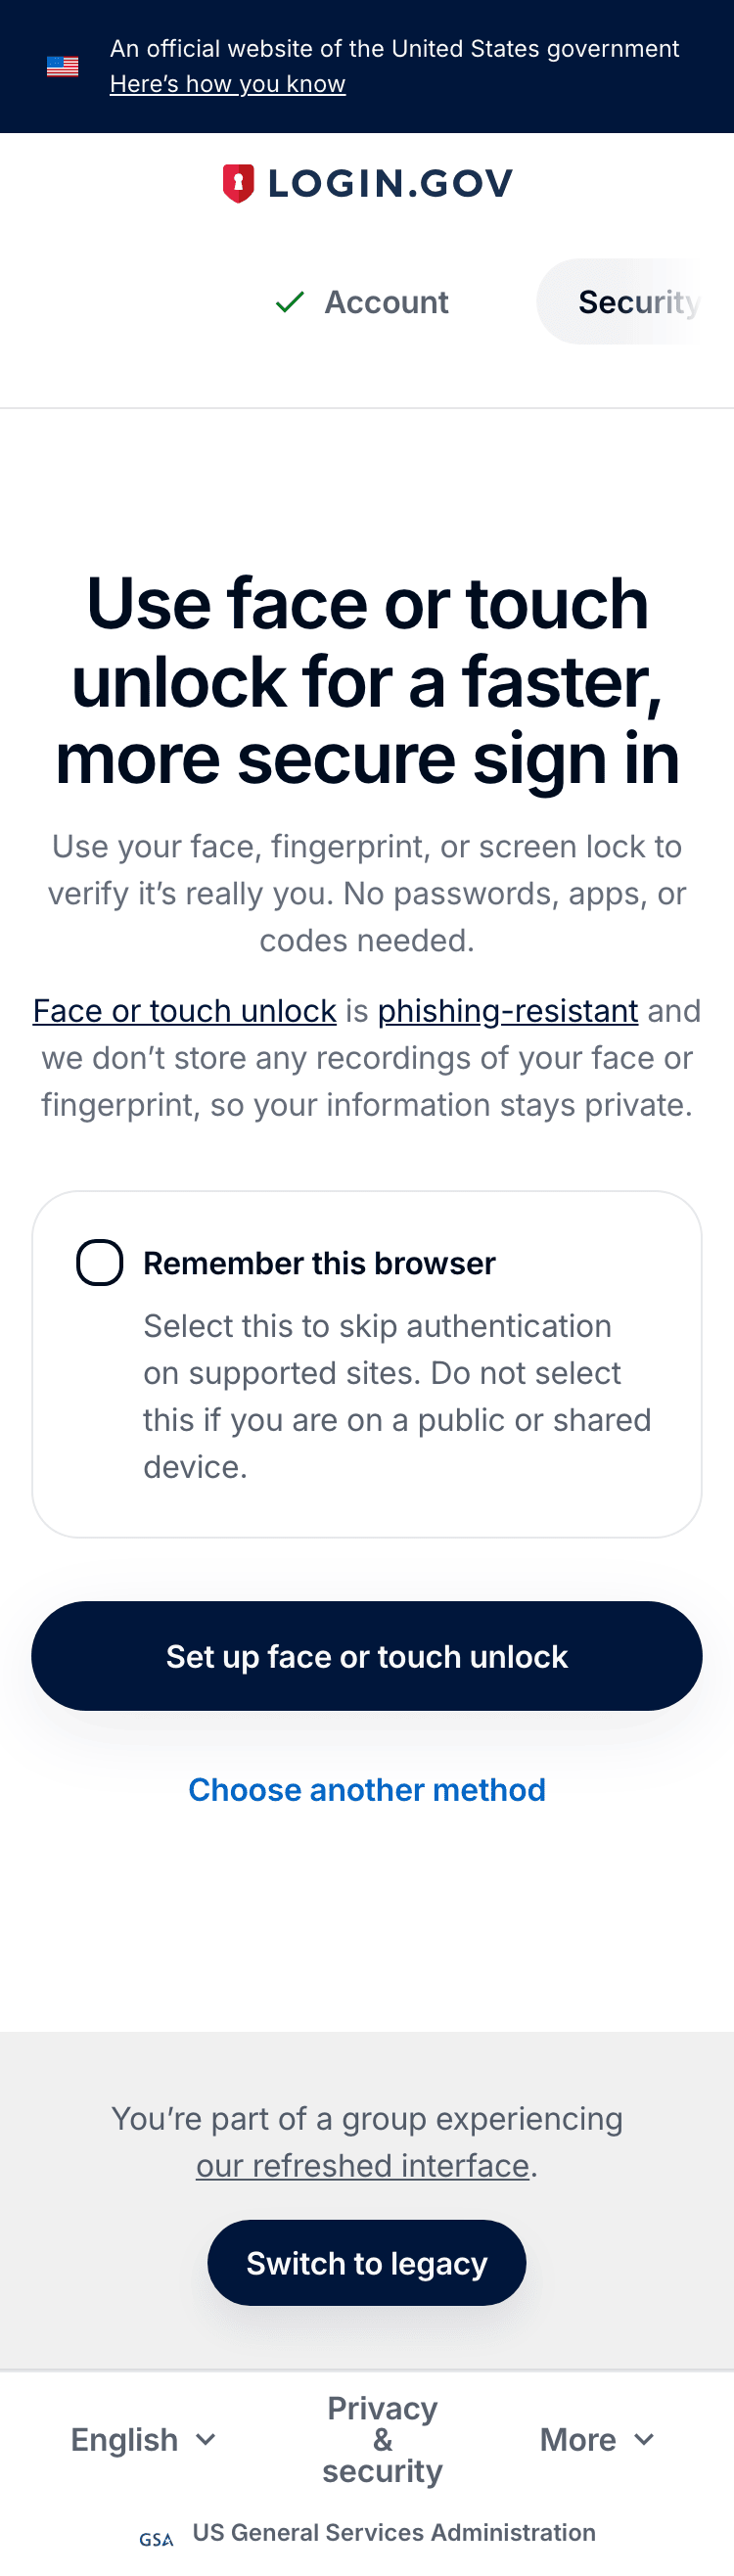 An official website of the United States government
Here’s how you know
LOGIN.GOV
Account
Security
Use face or touch
unlock for a faster,
more secure sign in
Use your face, fingerprint, or screen lock to
verify it’s really you. No passwords, apps, or
codes needed.
Face or touch unlock is phishing-resistant and
we don’t store any recordings of your face or
fingerprint, so your information stays private.
Remember this browser
Select this to skip authentication
on supported sites. Do not select
this if you are on a public or shared
device.
Set up face or touch unlock
Choose another method
You’re part of a group experiencing
our refreshed interface.
Switch to legacy
English
Privacy
&
security
More
GSA US General Services Administration